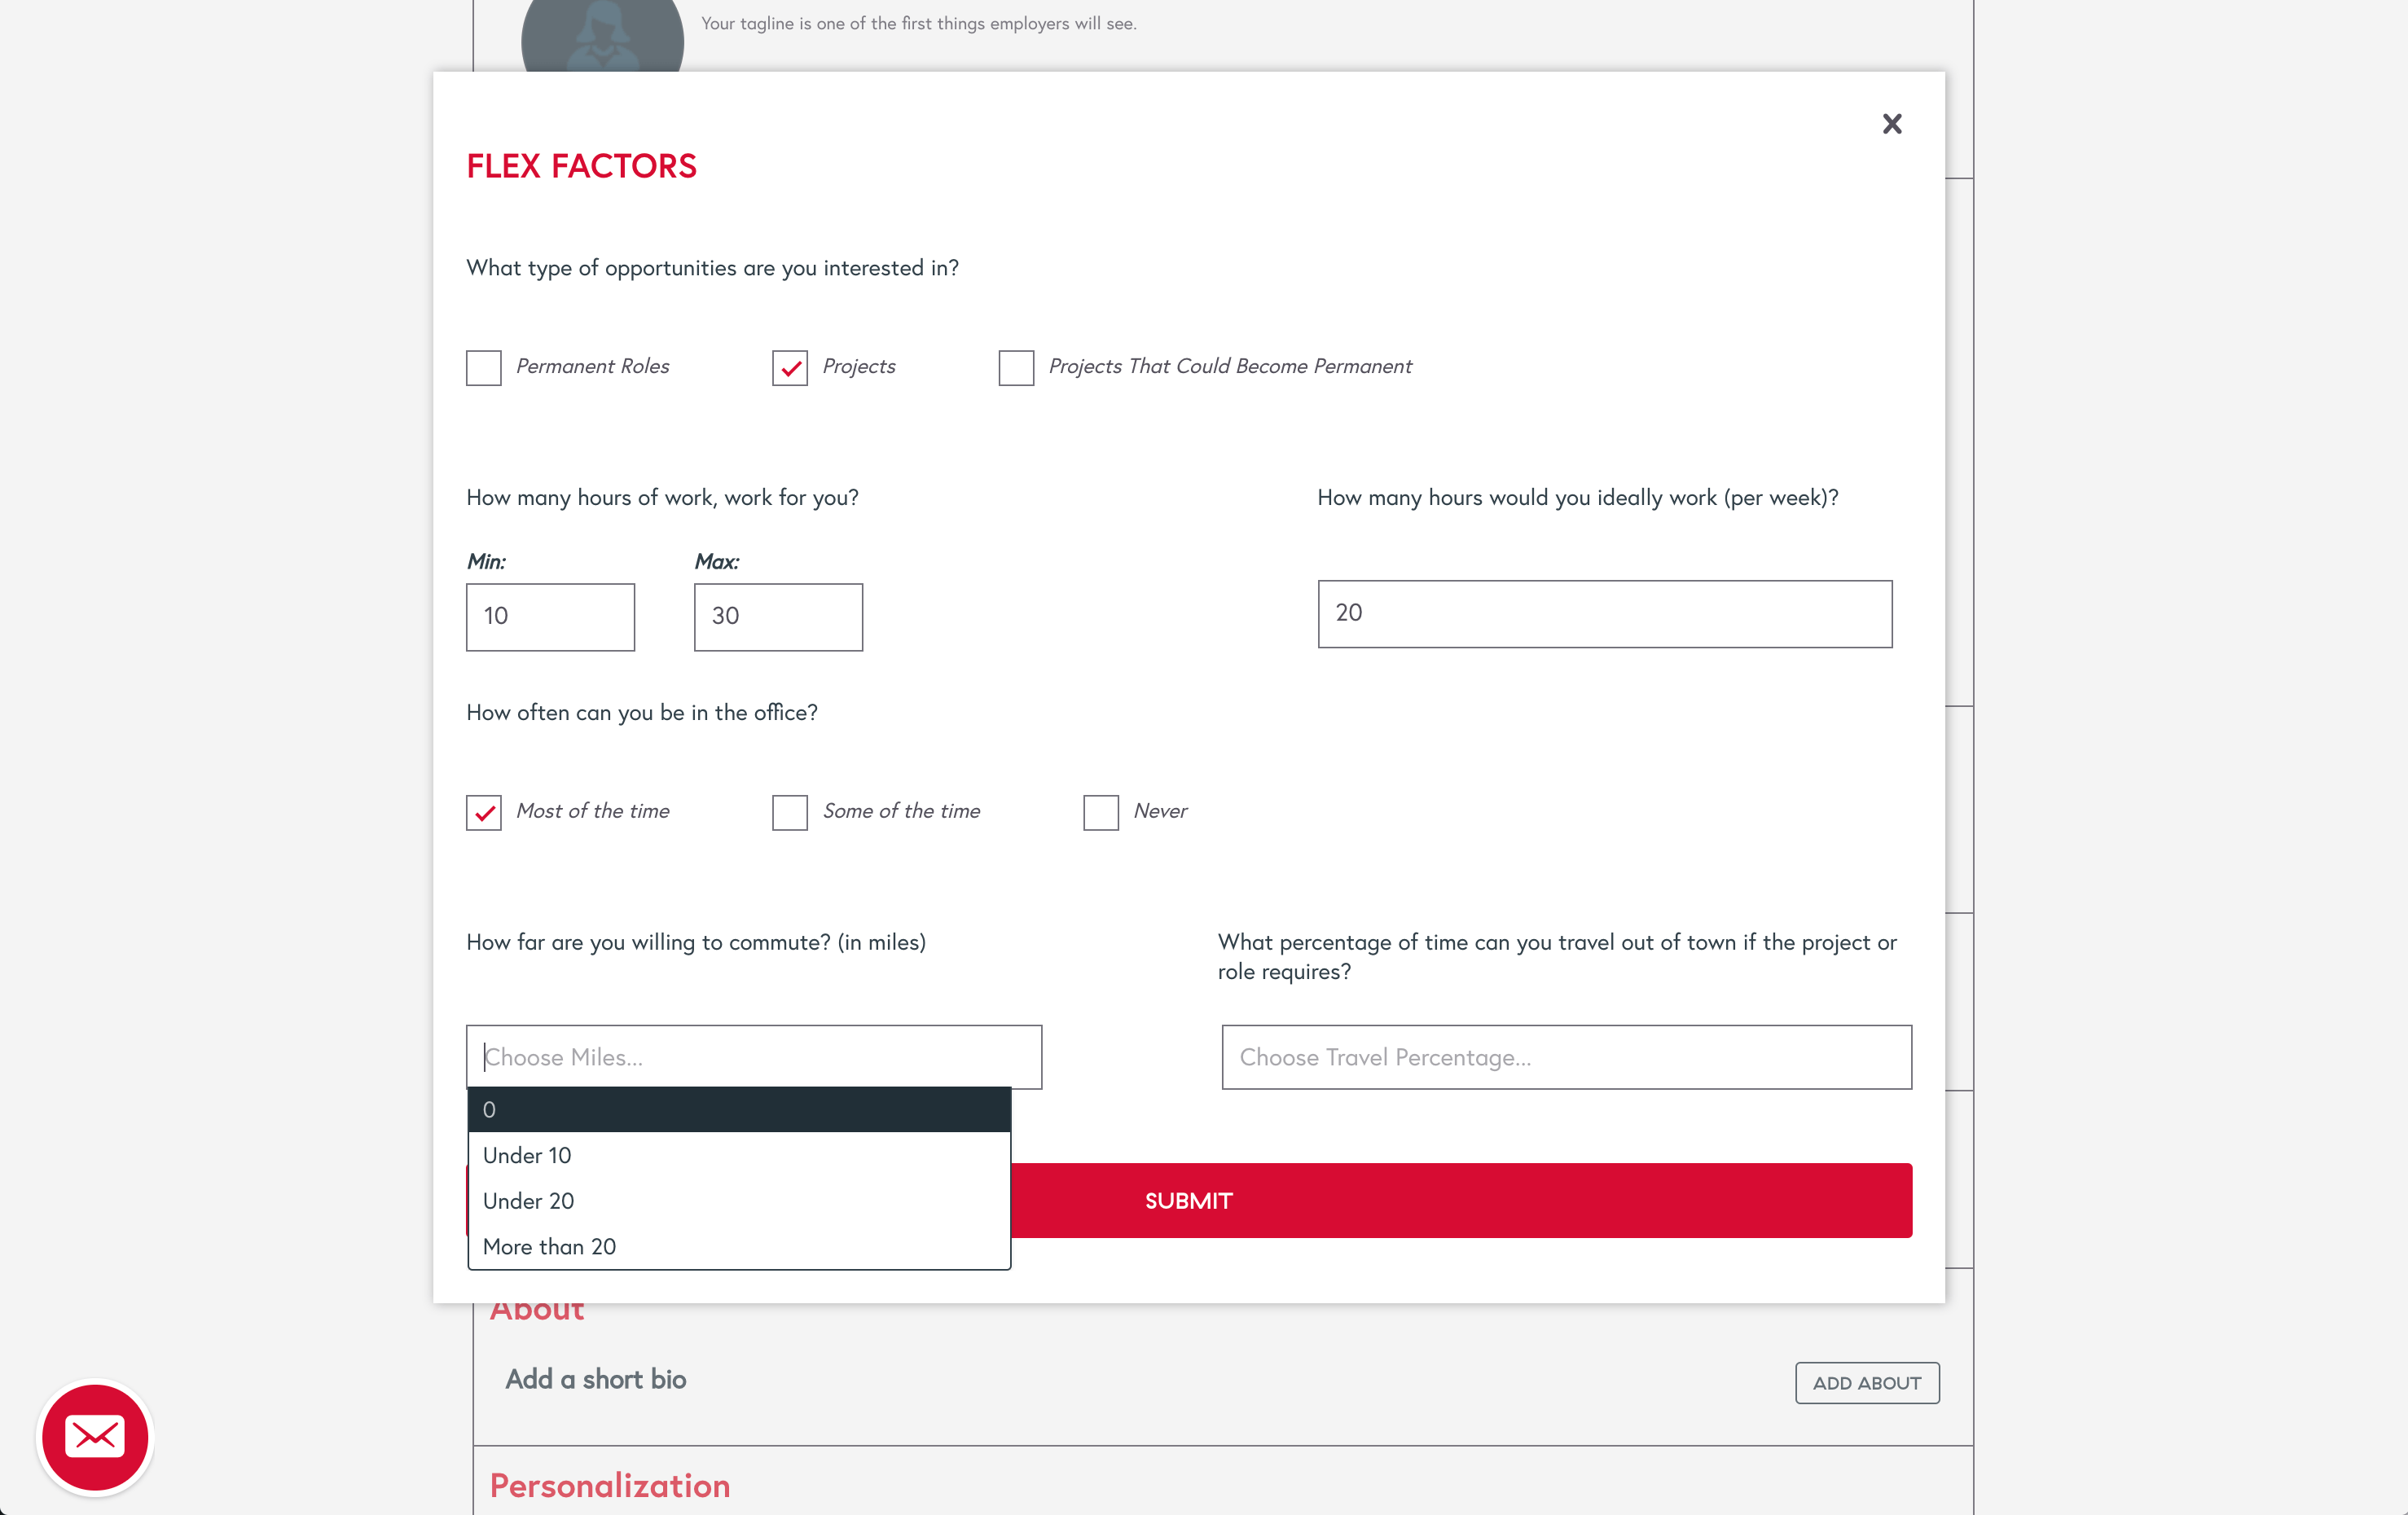 Your tagline is one of the first things employers will see.
FLEX FACTORS
What type of opportunities are you interested in?
Permanent Roles
Projects
Projects That Could Become Permanent
How many hours of work, work for you?
How many hours would you ideally work (per week)?
Min:
Max:
10
30
20
How often can you be in the office?
Most of the time
Some of the time
Never
How far are you willing to commute? (in miles)
What percentage of time can you travel out of town if the project or
role requires?
Choose Miles...
Choose Travel Percentage...
0
Under 10
Under 20
More than 20
SUBMIT
About
Add a short bio
ADD ABOUT
Personalization